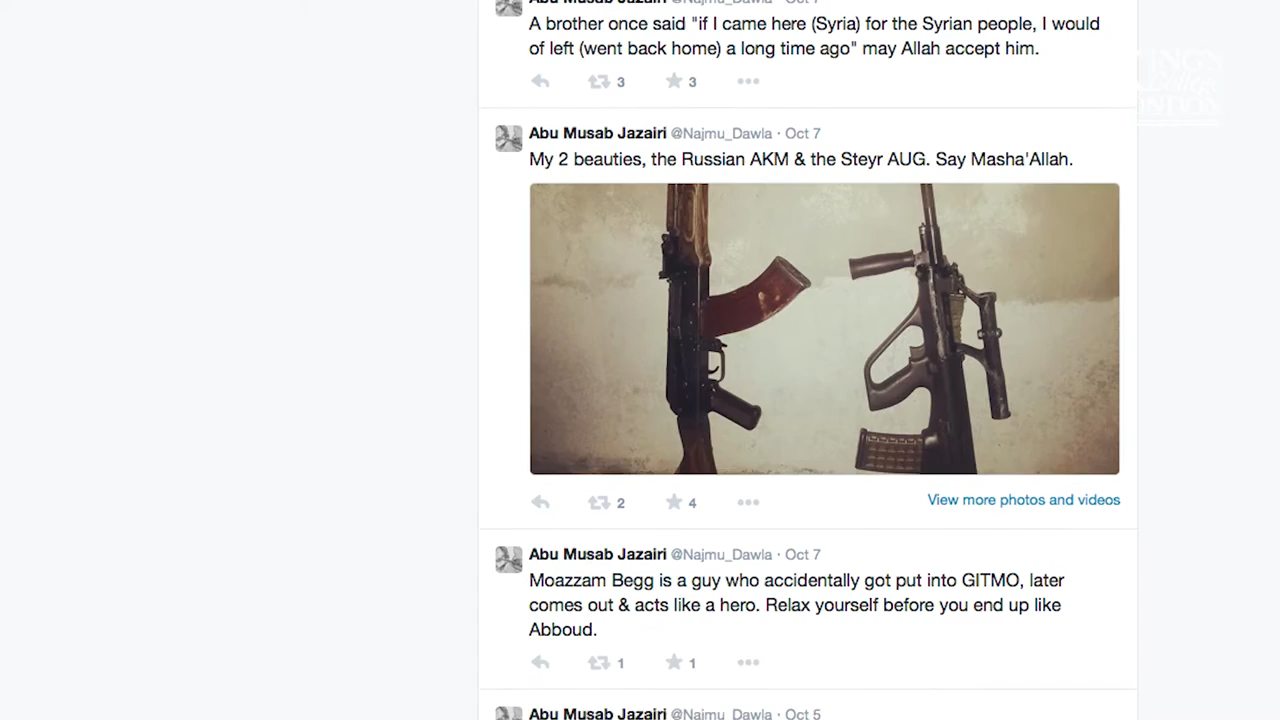 Abu Musab Jazairi @Najmu_Dawla · Oct 7
A brother once said "if I came here (Syria) for the Syrian people, I would
of left (went back home) a long time ago" may Allah accept him.
3 3
KING'S
College
LONDON
Abu Musab Jazairi @Najmu_Dawla · Oct 7
My 2 beauties, the Russian AKM & the Steyr AUG. Say Masha'Allah.
2 4 View more photos and videos
Abu Musab Jazairi @Najmu_Dawla · Oct 7
Moazzam Begg is a guy who accidentally got put into GITMO, later
comes out & acts like a hero. Relax yourself before you end up like
Abboud.
1 1
Abu Musab Jazairi @Najmu_Dawla · Oct 5